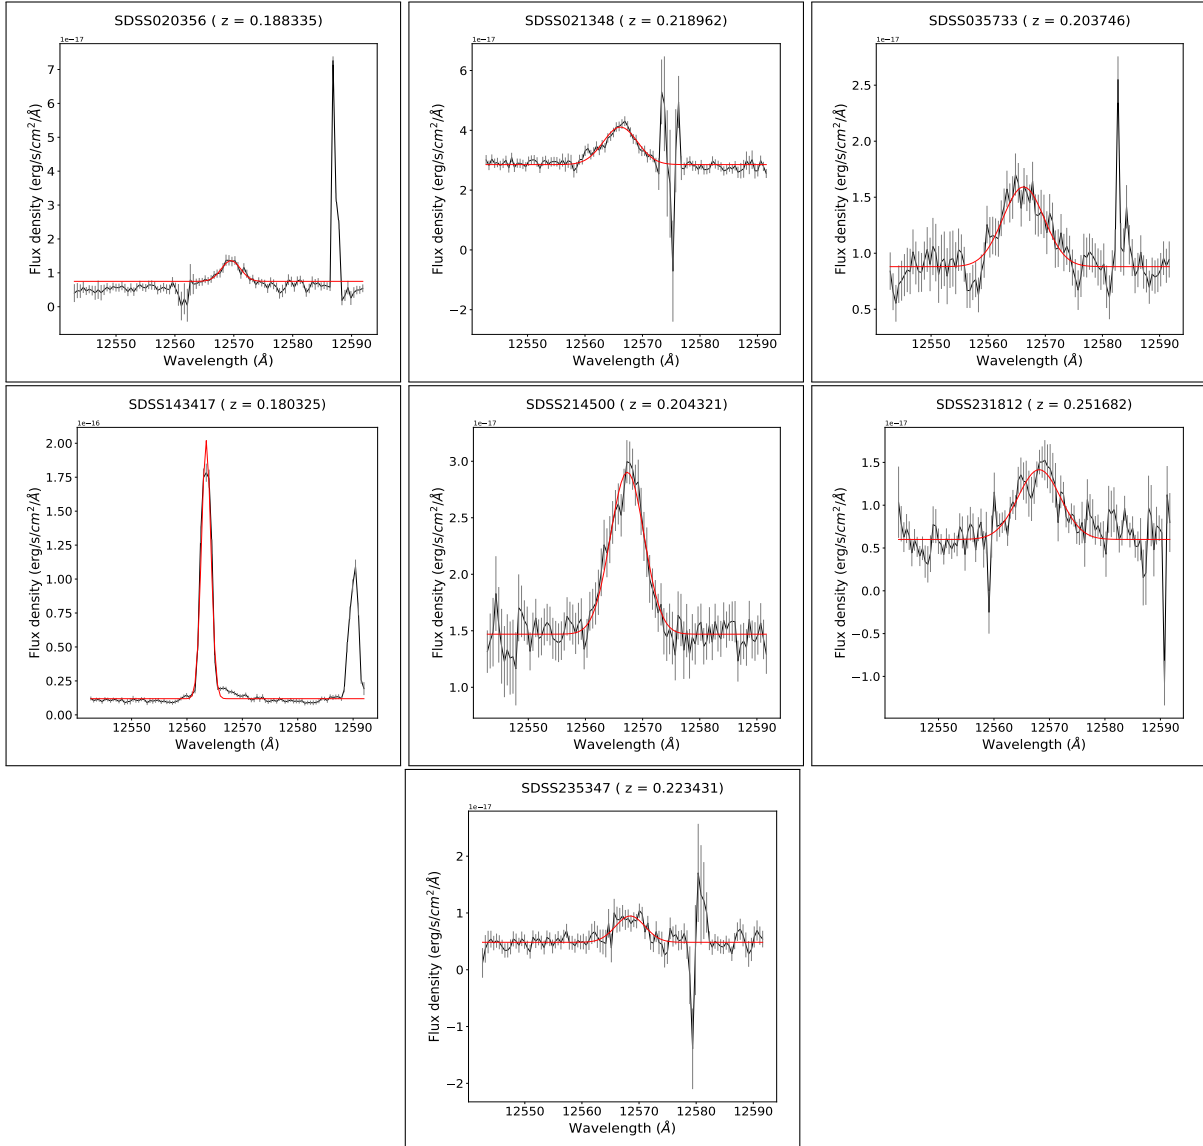 SDSS020356 ( z = 0.188335)
1e−17
7
6
5
4
3
2
1
0
Flux density (erg/s/cm²/Å)
12550 12560 12570 12580 12590
Wavelength (Å)
SDSS021348 ( z = 0.218962)
1e−17
6
4
2
0
−2
Flux density (erg/s/cm²/Å)
12550 12560 12570 12580 12590
Wavelength (Å)
SDSS035733 ( z = 0.203746)
1e−17
2.5
2.0
1.5
1.0
0.5
Flux density (erg/s/cm²/Å)
12550 12560 12570 12580 12590
Wavelength (Å)
SDSS143417 ( z = 0.180325)
1e−16
2.00
1.75
1.50
1.25
1.00
0.75
0.50
0.25
0.00
Flux density (erg/s/cm²/Å)
12550 12560 12570 12580 12590
Wavelength (Å)
SDSS214500 ( z = 0.204321)
1e−17
3.0
2.5
2.0
1.5
1.0
Flux density (erg/s/cm²/Å)
12550 12560 12570 12580 12590
Wavelength (Å)
SDSS231812 ( z = 0.251682)
1e−17
1.5
1.0
0.5
0.0
−0.5
−1.0
Flux density (erg/s/cm²/Å)
12550 12560 12570 12580 12590
Wavelength (Å)
SDSS235347 ( z = 0.223431)
1e−17
2
1
0
−1
−2
Flux density (erg/s/cm²/Å)
12550 12560 12570 12580 12590
Wavelength (Å)